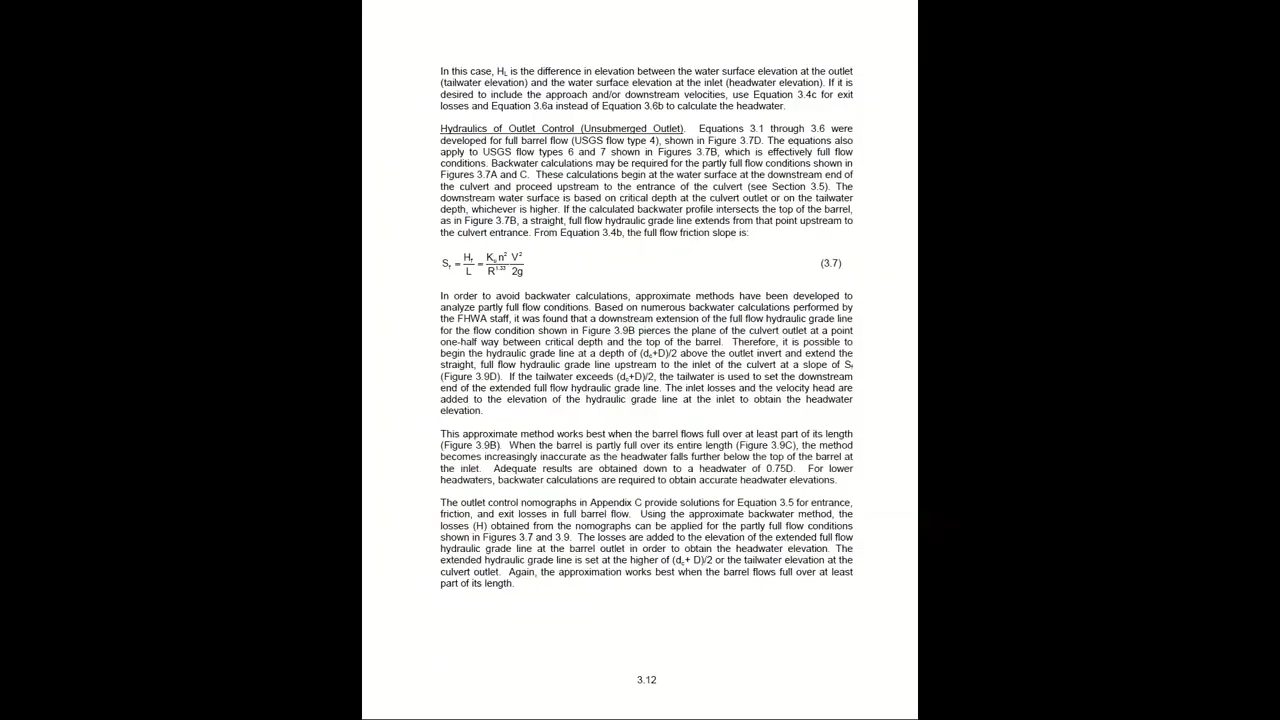 In this case, HL is the difference in elevation between the water surface elevation at the outlet
(tailwater elevation) and the water surface elevation at the inlet (headwater elevation). If it is
desired to include the approach and/or downstream velocities, use Equation 3.4c for exit
losses and Equation 3.6a instead of Equation 3.6b to calculate the headwater.
Hydraulics of Outlet Control (Unsubmerged Outlet). Equations 3.1 through 3.6 were
developed for full barrel flow (USGS flow type 4), shown in Figure 3.7D. The equations also
apply to USGS flow types 6 and 7 shown in Figures 3.7B, which is effectively full flow
conditions. Backwater calculations may be required for the partly full flow conditions shown in
Figures 3.7A and C. These calculations begin at the water surface at the downstream end of
the culvert and proceed upstream to the entrance of the culvert (see Section 3.5). The
downstream water surface is based on critical depth at the culvert outlet or on the tailwater
depth, whichever is higher. If the calculated backwater profile intersects the top of the barrel,
as in Figure 3.7B, a straight, full flow hydraulic grade line extends from that point upstream to
the culvert entrance. From Equation 3.4b, the full flow friction slope is:
Sf = Hf/L = Ku n²/R^1.33 V²/2g (3.7)
In order to avoid backwater calculations, approximate methods have been developed to
analyze partly full flow conditions. Based on numerous backwater calculations performed by
the FHWA staff, it was found that a downstream extension of the full flow hydraulic grade line
for the flow condition shown in Figure 3.9B pierces the plane of the culvert outlet at a point
one-half way between critical depth and the top of the barrel. Therefore, it is possible to
begin the hydraulic grade line at a depth of (dc+D)/2 above the outlet invert and extend the
straight, full flow hydraulic grade line upstream to the inlet of the culvert at a slope of Sf
(Figure 3.9D). If the tailwater exceeds (dc+D)/2, the tailwater is used to set the downstream
end of the extended full flow hydraulic grade line. The inlet losses and the velocity head are
added to the elevation of the hydraulic grade line at the inlet to obtain the headwater
elevation.
This approximate method works best when the barrel flows full over at least part of its length
(Figure 3.9B). When the barrel is partly full over its entire length (Figure 3.9C), the method
becomes increasingly inaccurate as the headwater falls further below the top of the barrel at
the inlet. Adequate results are obtained down to a headwater of 0.75D. For lower
headwaters, backwater calculations are required to obtain accurate headwater elevations.
The outlet control nomographs in Appendix C provide solutions for Equation 3.5 for entrance,
friction, and exit losses in full barrel flow. Using the approximate backwater method, the
losses (H) obtained from the nomographs can be applied for the partly full flow conditions
shown in Figures 3.7 and 3.9. The losses are added to the elevation of the extended full flow
hydraulic grade line at the barrel outlet in order to obtain the headwater elevation. The
extended hydraulic grade line is set at the higher of (dc+ D)/2 or the tailwater elevation at the
culvert outlet. Again, the approximation works best when the barrel flows full over at least
part of its length.
3.12